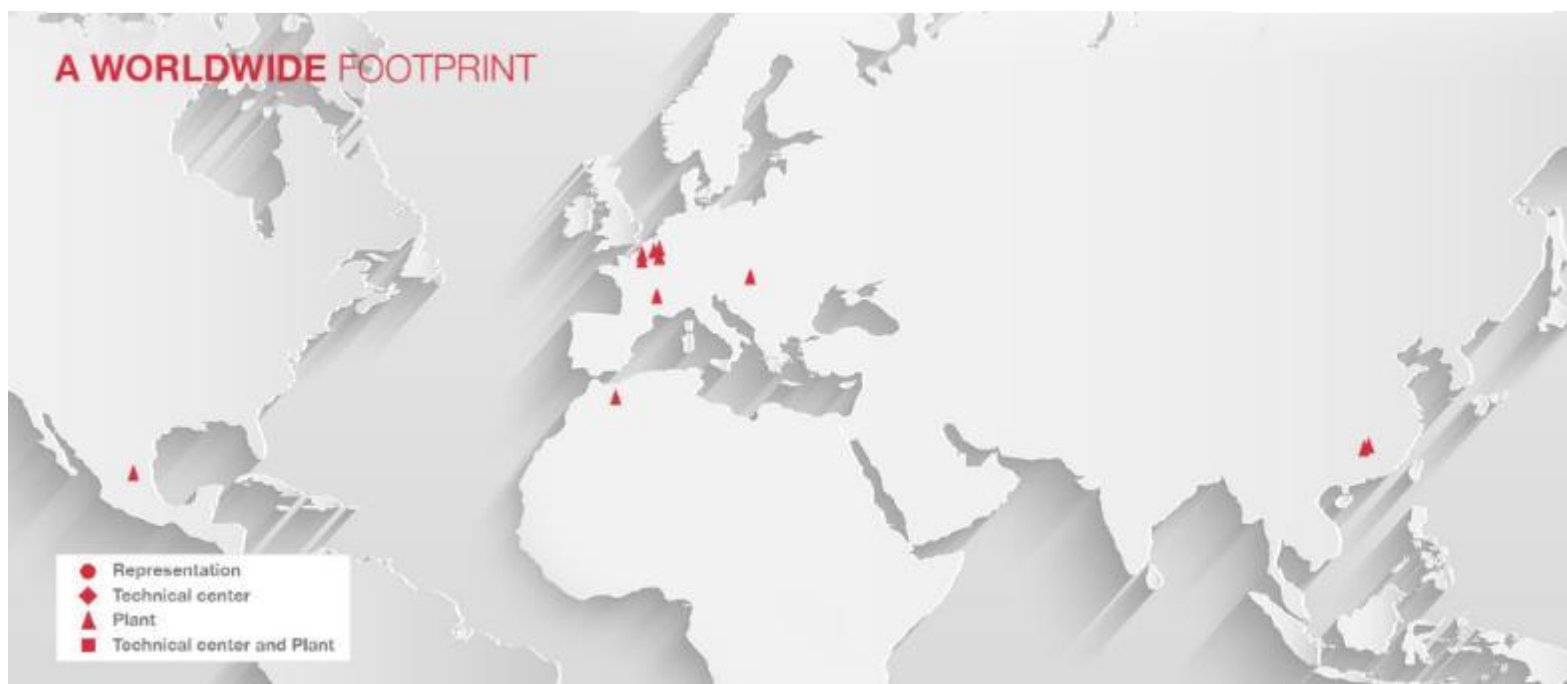 A WORLDWIDE FOOTPRINT
Representation
Technical center
Plant
Technical center and Plant